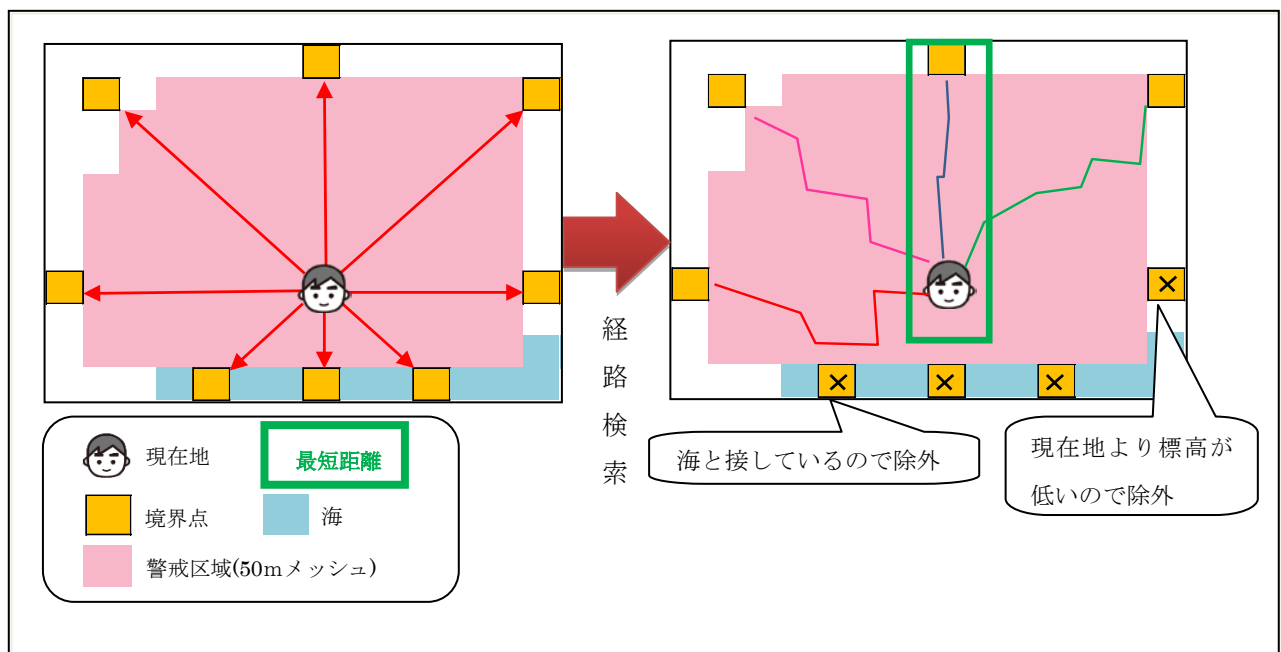 経
路
検
索
海と接しているので除外
現在地より標高が
低いので除外
現在地
最短距離
境界点
海
警戒区域(50mメッシュ)